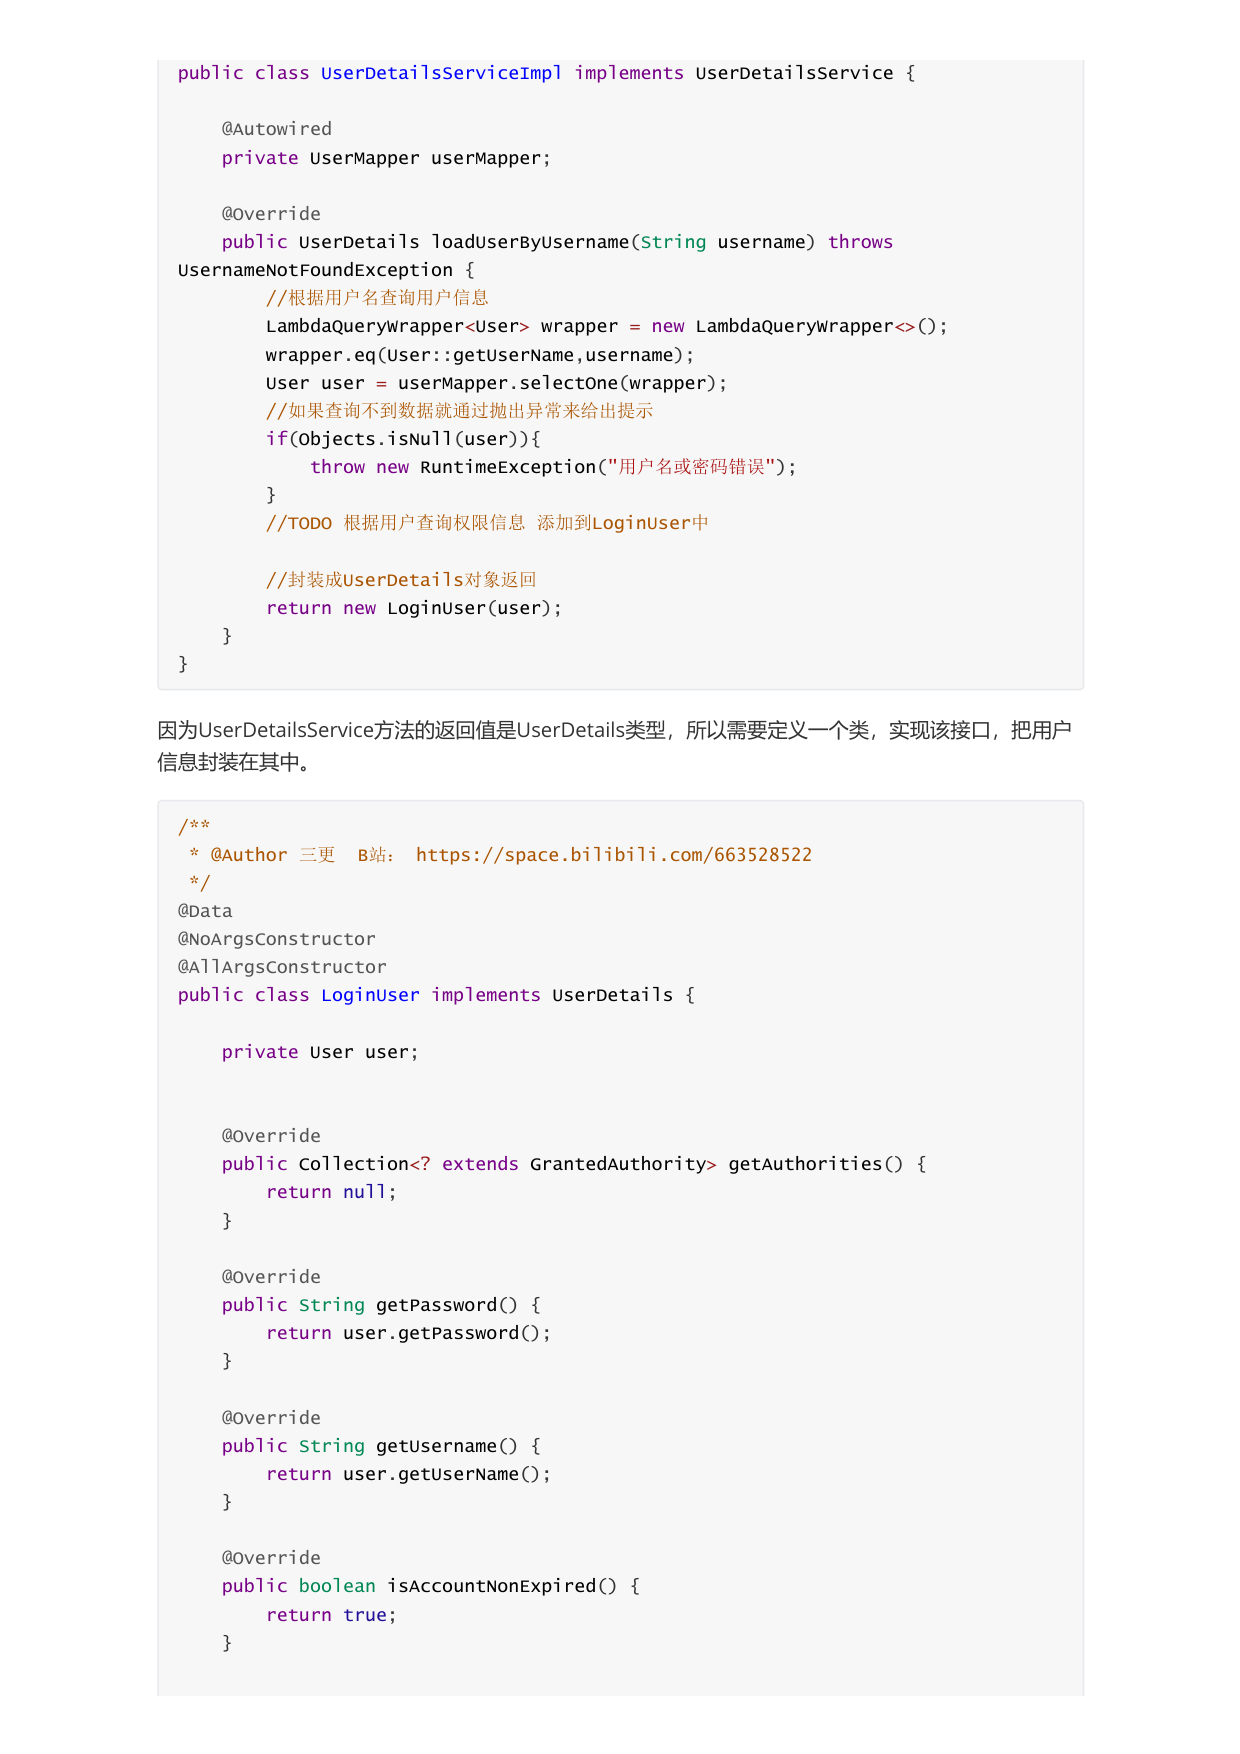 public class UserDetailsServiceImpl implements UserDetailsService {
@Autowired
private UserMapper userMapper;
@Override
public UserDetails loadUserByUsername(String username) throws
UsernameNotFoundException {
//根据用户名查询用户信息
LambdaQueryWrapper<User> wrapper = new LambdaQueryWrapper<>();
wrapper.eq(User::getUserName,username);
User user = userMapper.selectOne(wrapper);
//如果查询不到数据就通过抛出异常来给出提示
if(Objects.isNull(user)){
throw new RuntimeException("用户名或密码错误");
}
//TODO 根据用户查询权限信息 添加到LoginUser中
//封装成UserDetails对象返回
return new LoginUser(user);
}
}
因为UserDetailsService方法的返回值是UserDetails类型，所以需要定义一个类，实现该接口，把用户
信息封装在其中。
/**
* @Author 三更  B站： https://space.bilibili.com/663528522
*/
@Data
@NoArgsConstructor
@AllArgsConstructor
public class LoginUser implements UserDetails {
private User user;
@Override
public Collection<? extends GrantedAuthority> getAuthorities() {
return null;
}
@Override
public String getPassword() {
return user.getPassword();
}
@Override
public String getUsername() {
return user.getUserName();
}
@Override
public boolean isAccountNonExpired() {
return true;
}